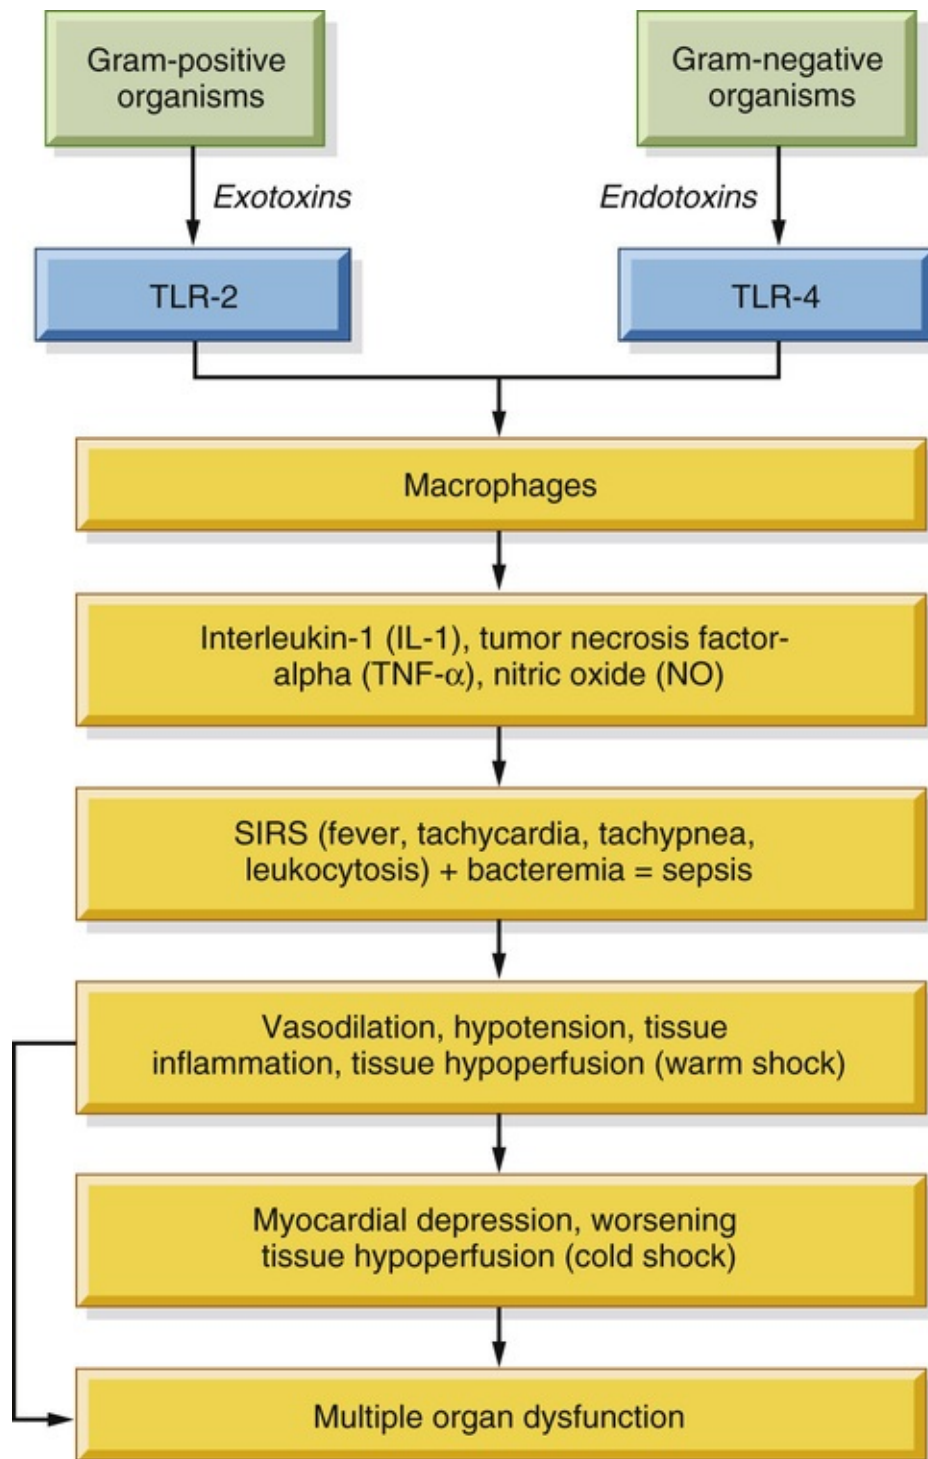 Gram-positive
organisms
Gram-negative
organisms
Exotoxins
Endotoxins
TLR-2
TLR-4
Macrophages
Interleukin-1 (IL-1), tumor necrosis factor-
alpha (TNF-α), nitric oxide (NO)
SIRS (fever, tachycardia, tachypnea,
leukocytosis) + bacteremia = sepsis
Vasodilation, hypotension, tissue
inflammation, tissue hypoperfusion (warm shock)
Myocardial depression, worsening
tissue hypoperfusion (cold shock)
Multiple organ dysfunction